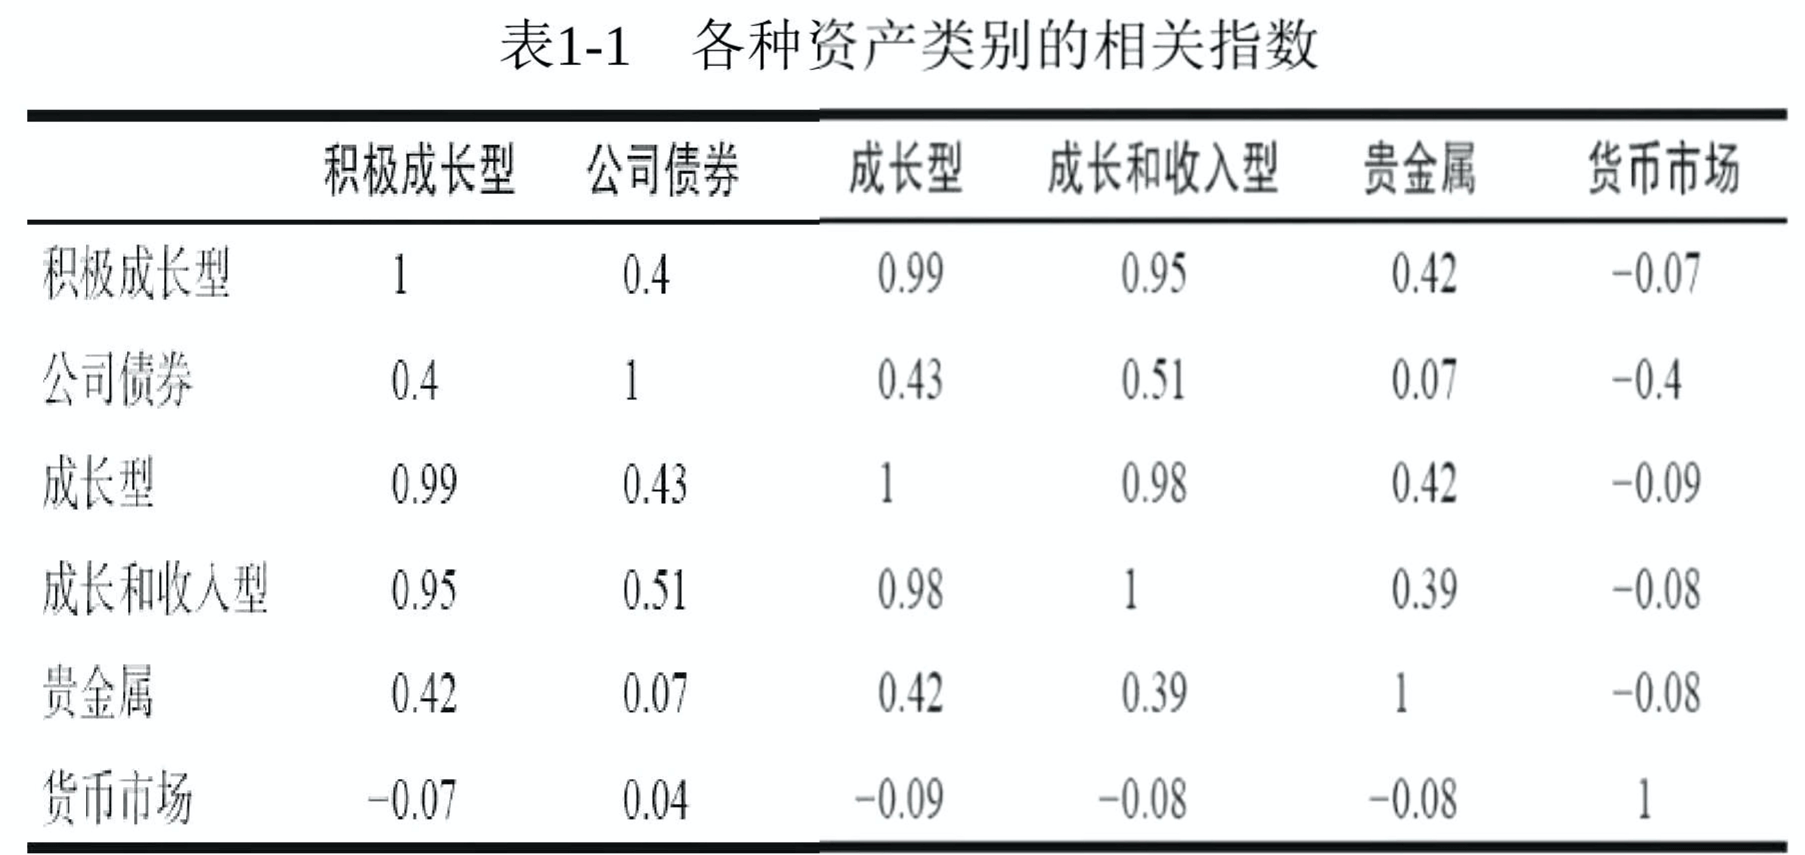 表1-1 各种资产类别的相关指数
积极成长型 公司债券 成长型 成长和收入型 贵金属 货币市场
积极成长型 1 0.4 0.99 0.95 0.42 -0.07
公司债券 0.4 1 0.43 0.51 0.07 -0.4
成长型 0.99 0.43 1 0.98 0.42 -0.09
成长和收入型 0.95 0.51 0.98 1 0.39 -0.08
贵金属 0.42 0.07 0.42 0.39 1 -0.08
货币市场 -0.07 0.04 -0.09 -0.08 -0.08 1